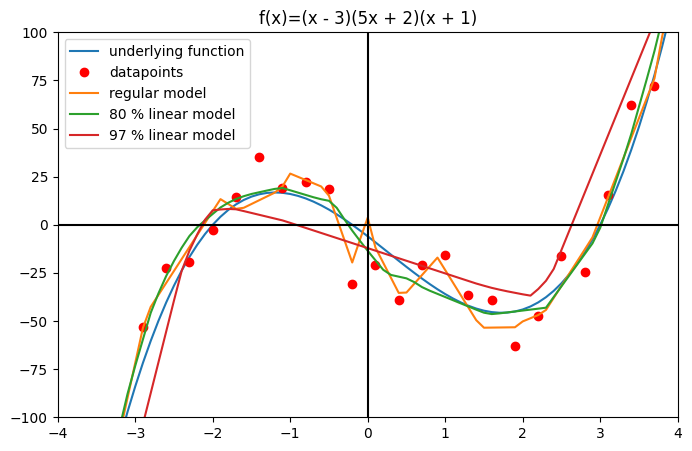 f(x)=(x - 3)(5x + 2)(x + 1)
underlying function
datapoints
regular model
80 % linear model
97 % linear model
100
75
50
25
0
−25
−50
−75
−100
−4 −3 −2 −1 0 1 2 3 4